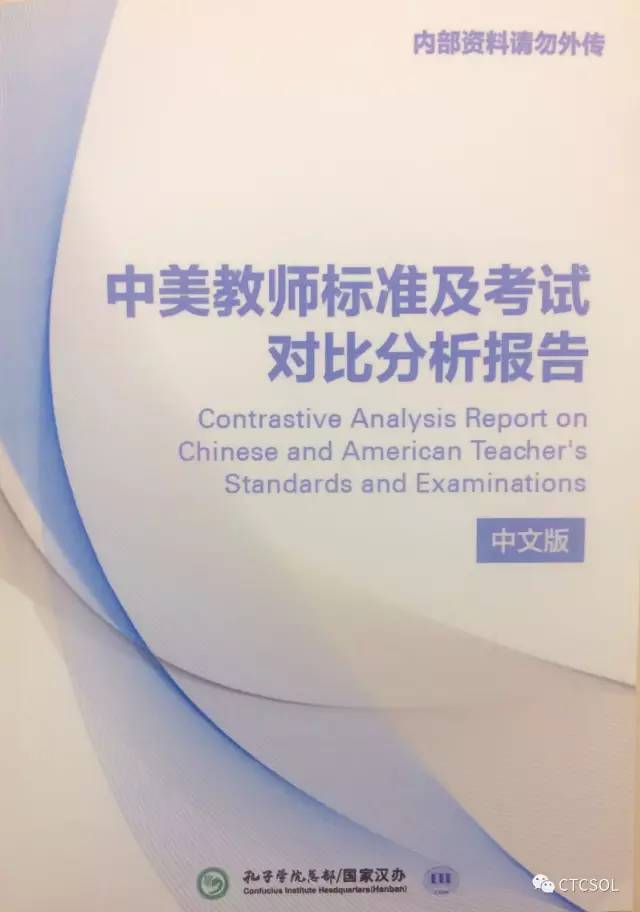 内部资料请勿外传
中美教师标准及考试
对比分析报告
Contrastive Analysis Report on
Chinese and American Teacher's
Standards and Examinations
中文版
孔子学院总部/国家汉办
Confucius Institute Headquarters(Hanban)
CTCSOL